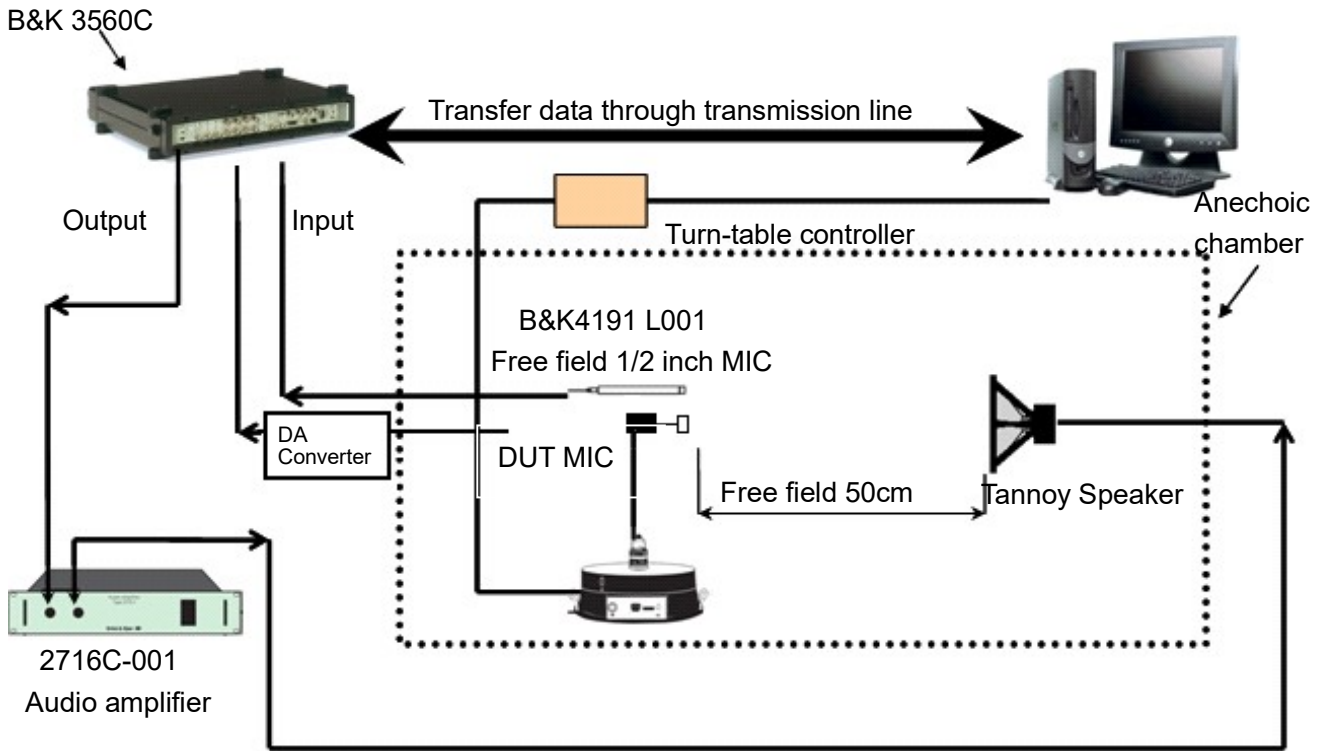 B&K 3560C
Transfer data through transmission line
Output
Input
Turn-table controller
Anechoic
chamber
B&K4191 L001
Free field 1/2 inch MIC
DA
Converter
DUT MIC
Free field 50cm
Tannoy Speaker
2716C-001
Audio amplifier